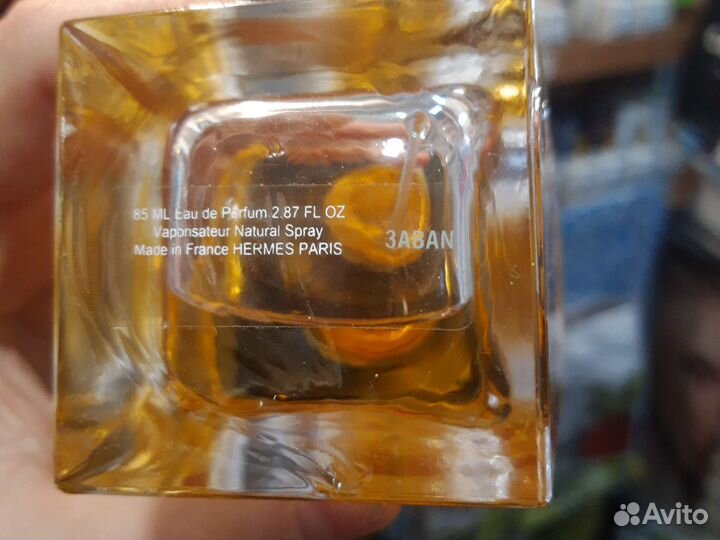 85 ML Eau de Parfum 2.87 FL OZ
Vaporisateur Natural Spray
Made in France HERMES PARIS
3ABAN
Avito